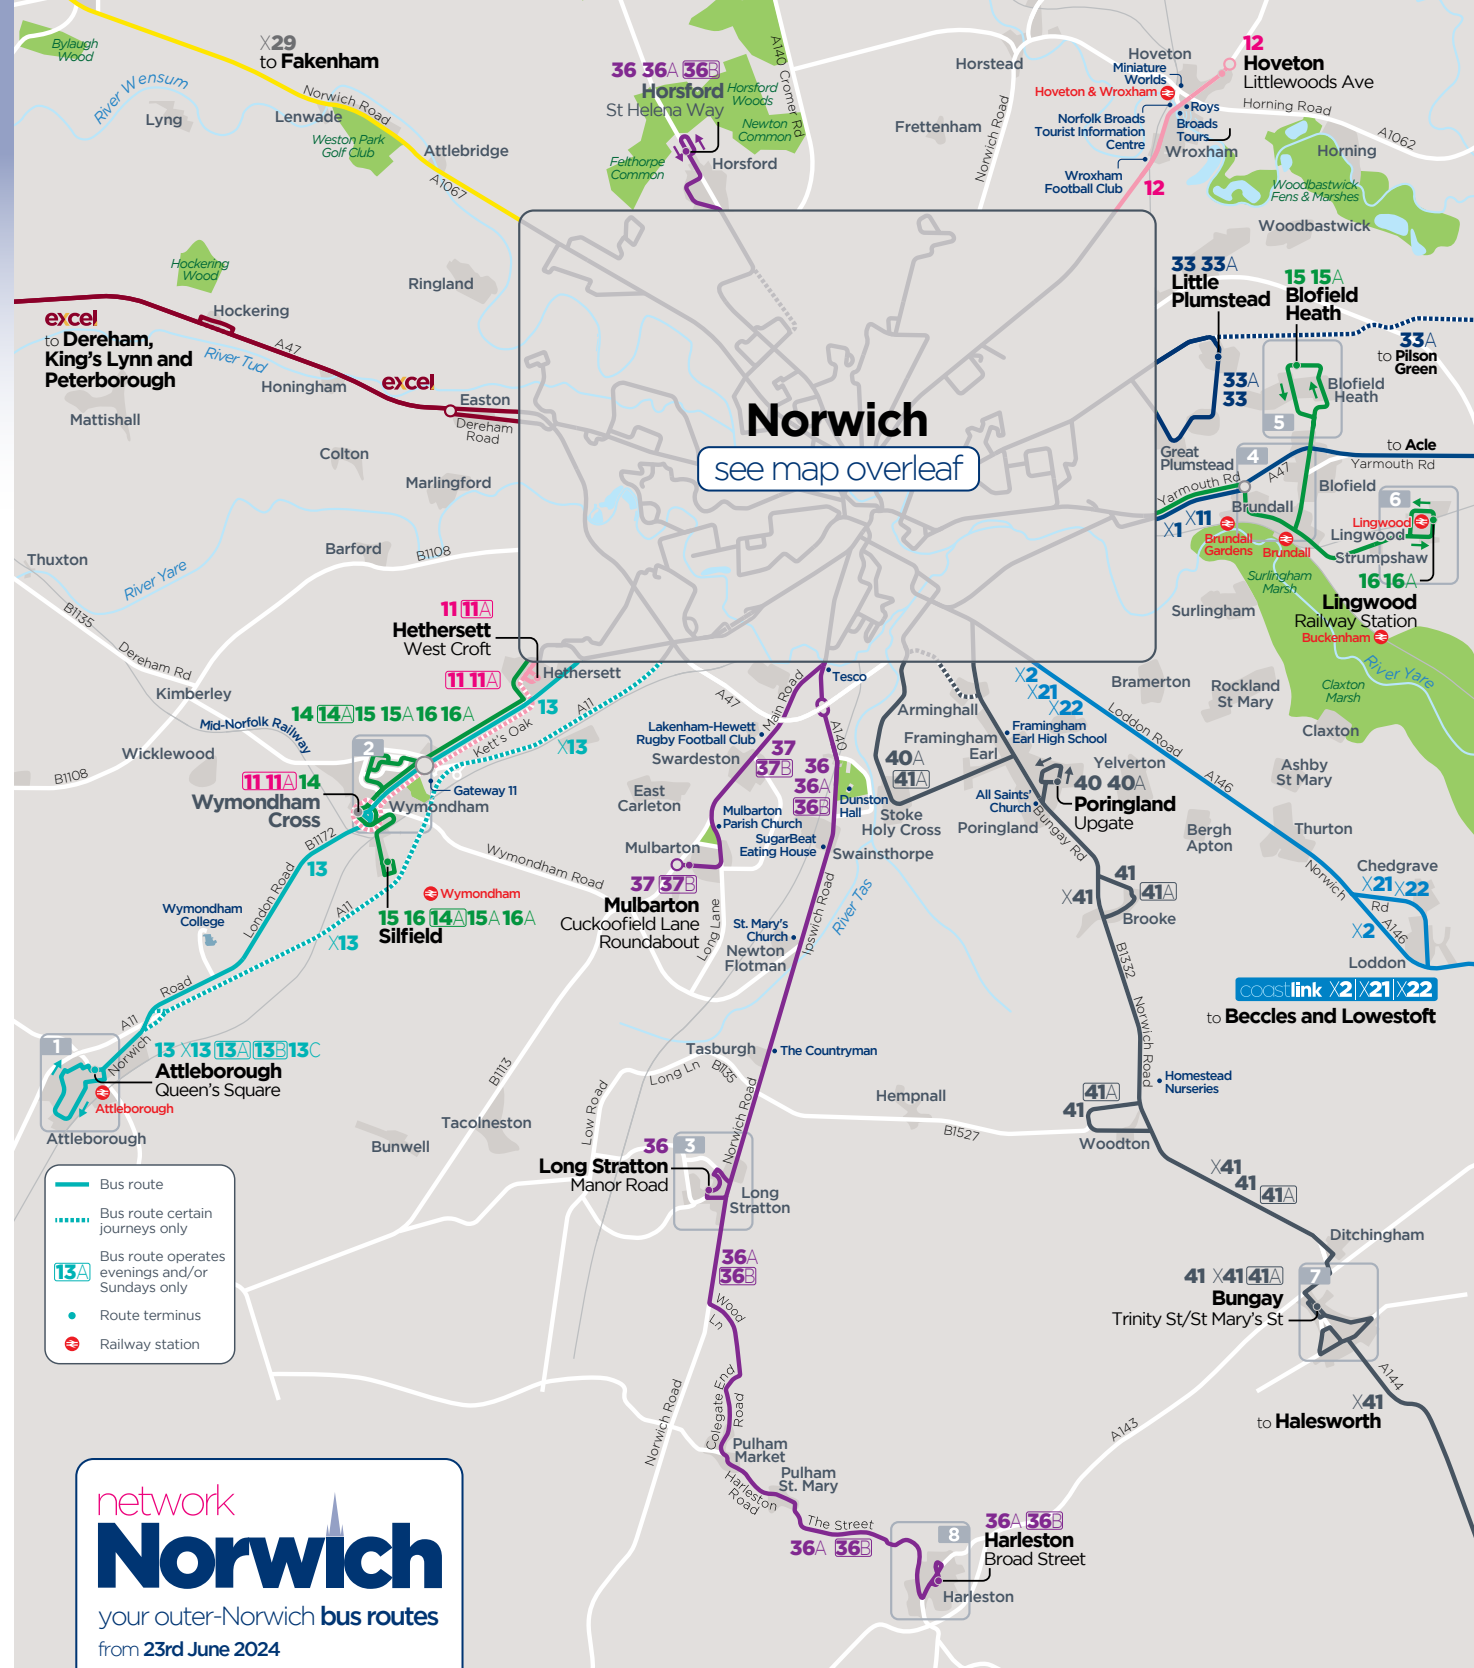 Bylaugh
Wood
River Wensum
Lyng
X29
to Fakenham
Norwich Road
Lenwade
Weston Park
Golf Club
Attlebridge
A1067
36 36A 36B
Horsford
St Helena Way
Horsford
Woods
Newton
Common
A140 Cromer Rd
Felthorpe
Common
Horsford
Horstead
Frettenham
Norwich Road
Hoveton
Miniature
Worlds
Hoveton & Wroxham
Norfolk Broads
Tourist Information
Centre
Roys
Broads
Tours
Wroxham
Wroxham
Football Club
12
12
Hoveton
Littlewoods Ave
Horning Road
A1062
Horning
Woodbastwick
Fens & Marshes
Woodbastwick
Hockering
Wood
Ringland
Hockering
excel
to Dereham,
King's Lynn and
Peterborough
A47
River Tud
Honingham
excel
Easton
Dereham
Road
Mattishall
Colton
Marlingford
Norwich
see map overleaf
33 33A
Little
Plumstead
15 15A
Blofield
Heath
33A
to Pilson
Green
33A
33
Blofield
Heath
5
Great
Plumstead
4
to Acle
Yarmouth Rd
A47
Yarmouth Rd
Blofield
6
Brundall
X1
X11
Brundall
Gardens
Brundall
Lingwood
Lingwood
Strumpshaw
Surlingham
Marsh
16 16A
Lingwood
Railway Station
Buckenham
Surlingham
River Yare
Thuxton
Barford
B1108
River Yare
B1135
Dereham Rd
Kimberley
Mid-Norfolk Railway
Wicklewood
B1108
11 11A
Hethersett
West Croft
11 11A
Hethersett
13
A11
14 14A 15 15A 16 16A
Kett's Oak
X13
2
11 11A 14
Wymondham
Cross
Gateway 11
Wymondham
B1172
13
London Road
Wymondham
College
Wymondham Road
Wymondham
A11
15 16 14A 15A 16A
Silfield
X13
Road
A11
Norwich
1
13 X13 13A 13B 13C
Attleborough
Queen's Square
Attleborough
Attleborough
A47
Main Road
Tesco
Lakenham-Hewett
Rugby Football Club
Swardeston
37
37B
A140
36
36A
36B
East
Carleton
Mulbarton
Parish Church
Dunston
Hall
SugarBeat
Eating House
Mulbarton
37 37B
Mulbarton
Cuckoofield Lane
Roundabout
Long Lane
St. Mary's
Church
Newton
Flotman
Ipswich Road
River Tas
Swainsthorpe
Stoke
Holy Cross
40A
41A
Arminghall
Framingham
Earl
Framingham
Earl High School
X2
X21
X22
Bramerton
Rockland
St Mary
Claxton
Marsh
Claxton
Loddon Road
Yelverton
Ashby
St Mary
A146
40 40A
Poringland
Upgate
All Saints'
Church
Poringland
Bungay Rd
Bergh
Apton
Thurton
Chedgrave
Norwich
Rd
X21 X22
X2
A146
Loddon
41
X41
41A
Brooke
coastlink X2 X21 X22
to Beccles and Lowestoft
B1332
Norwich Road
Tasburgh
The Countryman
Long Ln
B1135
Low Road
B1113
Tacolneston
Bunwell
Norwich Road
Hempnall
B1527
Homestead
Nurseries
41A
41
Woodton
36
Long Stratton
Manor Road
3
Long
Stratton
X41
41
41A
Ditchingham
41 X41 41A
Bungay
Trinity St/St Mary's St
7
A144
X41
to Halesworth
A143
36A
36B
Wood
Ln
Colegate End
Road
Norwich Road
Pulham
Market
Harleston
Road
Pulham
St. Mary
The Street
36A 36B
8
36A 36B
Harleston
Broad Street
Harleston
Bus route
Bus route certain
journeys only
13A
Bus route operates
evenings and/or
Sundays only
Route terminus
Railway station
network
Norwich
your outer-Norwich bus routes
from 23rd June 2024